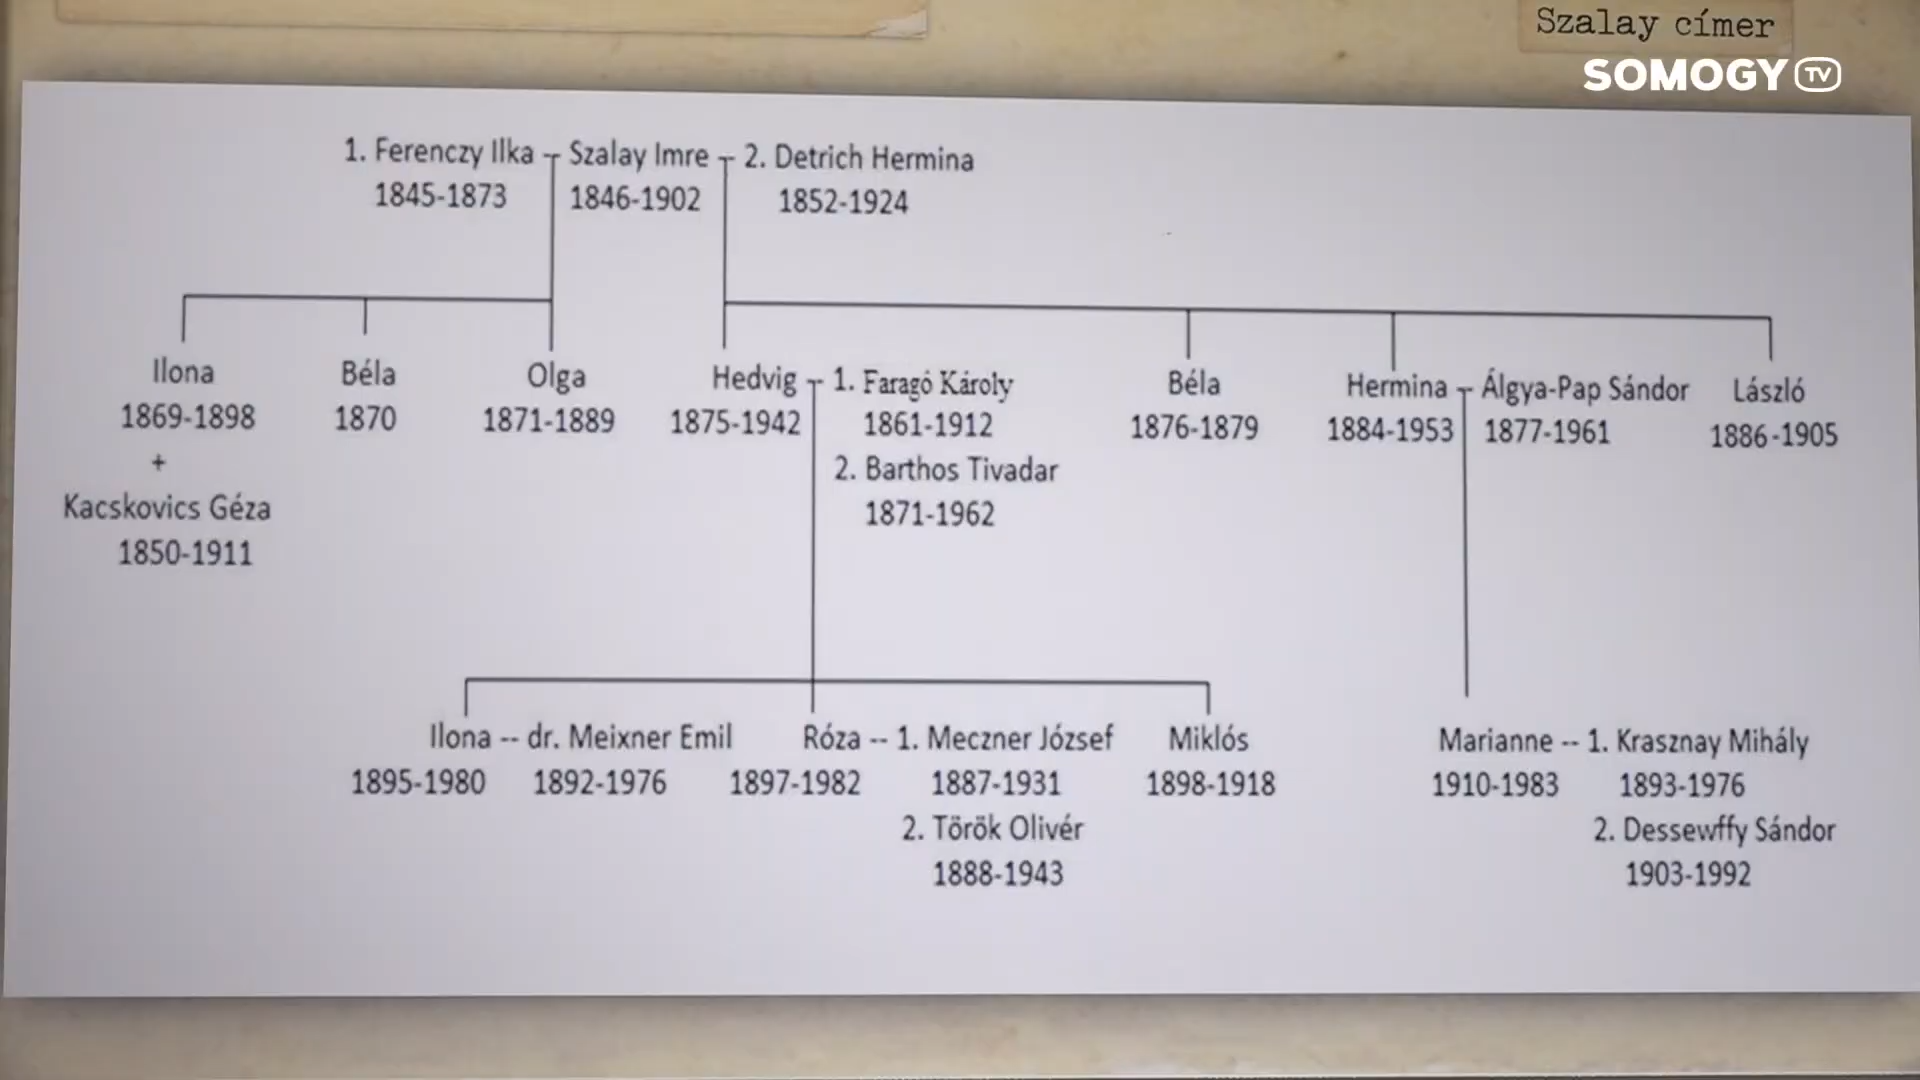 Szalay címer
SOMOGY TV
1. Ferenczy Ilka Szalay Imre 2. Detrich Hermina
1845-1873 1846-1902 1852-1924
Ilona Béla Olga Hedvig 1. Faragó Károly Béla Hermina Álgya-Pap Sándor László
1869-1898 1870 1871-1889 1875-1942 1861-1912 1876-1879 1884-1953 1877-1961 1886-1905
+ 2. Barthos Tivadar
Kacskovics Géza 1871-1962
1850-1911
Ilona -- dr. Meixner Emil Róza -- 1. Meczner József Miklós Marianne -- 1. Krasznay Mihály
1895-1980 1892-1976 1897-1982 1887-1931 1898-1918 1910-1983 1893-1976
2. Török Olivér 2. Dessewffy Sándor
1888-1943 1903-1992